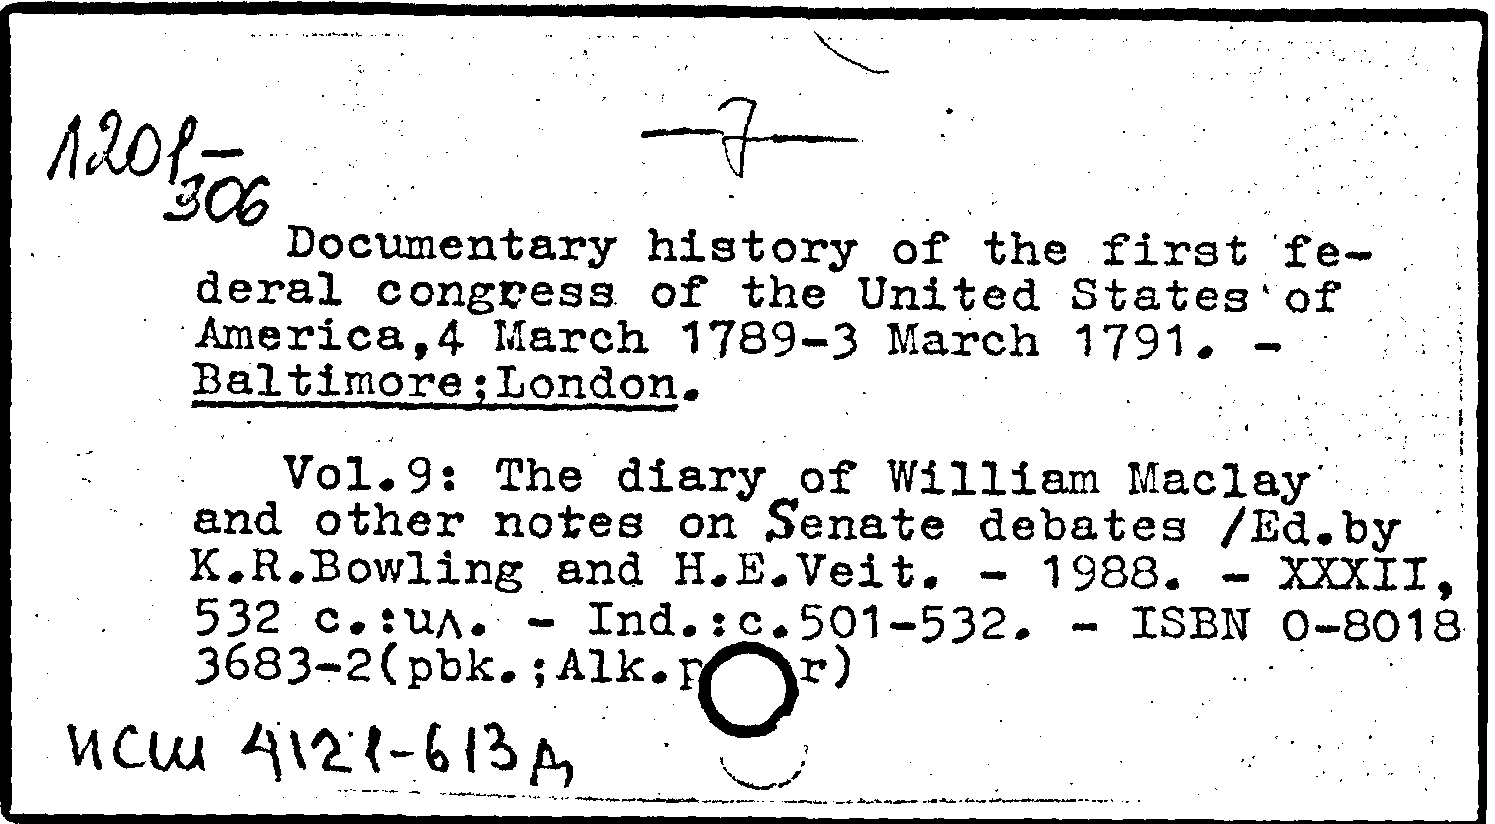 7
1201-
306
Documentary history of the first fe-
deral congress of the United States of
America,4 March 1789-3 March 1791. -
Baltimore;London.
Vol.9: The diary of William Maclay
and other notes on Senate debates /Ed.by
K.R.Bowling and H.E.Veit. - 1988. - XXXII,
532 с.:ил. - Ind.:c.501-532. - ISBN 0-8018
3683-2(pbk.;Alk.p r)
ИСШ 4121-613д